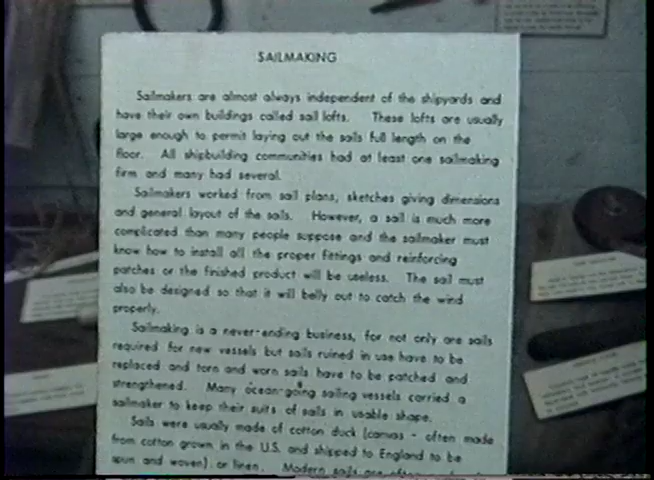 SAILMAKING
Sailmakers are almost always independent of the shipyards and
have their own buildings called sail lofts. These lofts are usually
large enough to permit laying out the sails full length on the
floor. All shipbuilding communities had at least one sailmaking
firm and many had several.
Sailmakers worked from sail plans, sketches giving dimensions
and general layout of the sails. However, a sail is much more
complicated than many people suppose and the sailmaker must
know how to install all the proper fittings and reinforcing
patches or the finished product will be useless. The sail must
also be designed so that it will belly out to catch the wind
properly.
Sailmaking is a never-ending business, for not only are sails
required for new vessels but sails ruined in use have to be
replaced and torn and worn sails have to be patched and
strengthened. Many ocean-going sailing vessels carried a
sailmaker to keep their suits of sails in usable shape.
Sails were usually made of cotton duck (canvas - often made
from cotton grown in the U.S. and shipped to England to be
spun and woven) or linen. Modern sails are